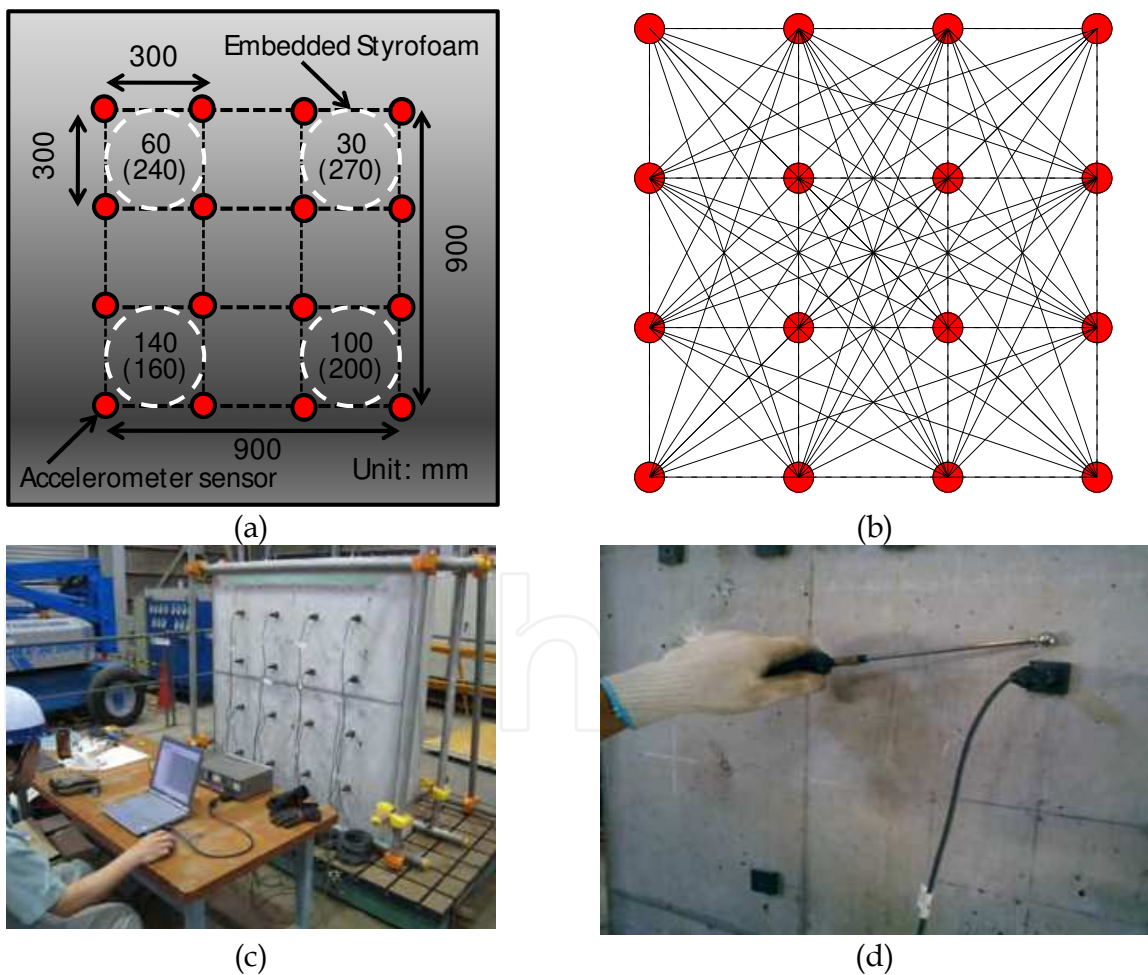 Embedded Styrofoam
300
300
60
(240)
30
(270)
900
140
(160)
100
(200)
900
Accelerometer sensor
Unit: mm
(a)
(b)
(c)
(d)